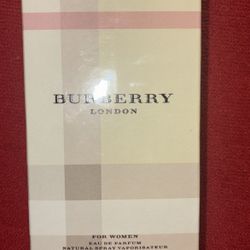 BURBERRY
LONDON
FOR WOMEN
EAU DE PARFUM
NATURAL SPRAY VAPORISATEUR